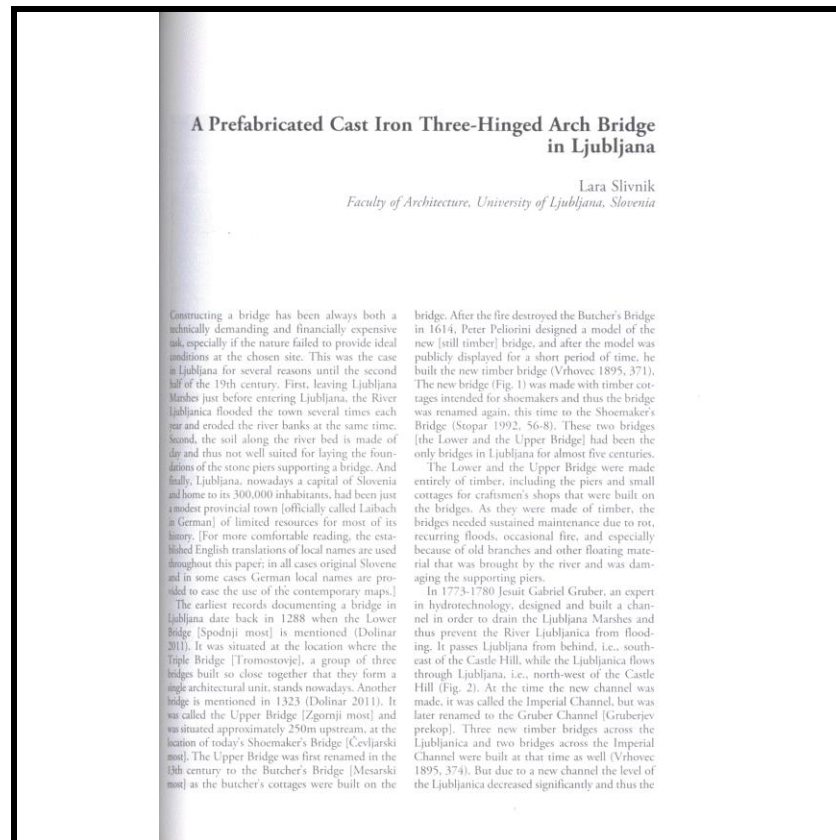 A Prefabricated Cast Iron Three-Hinged Arch Bridge
in Ljubljana
Lara Slivnik
Faculty of Architecture, University of Ljubljana, Slovenia
Constructing a bridge has been always both a
technically demanding and financially expensive
task, especially if the nature failed to provide ideal
conditions at the chosen site. This was the case
in Ljubljana for several reasons until the second
half of the 19th century. First, leaving Ljubljana
Marshes just before entering Ljubljana, the River
Ljubljanica flooded the town several times each
year and eroded the river banks at the same time.
Second, the soil along the river bed is made of
clay and thus not well suited for laying the foun-
dations of the stone piers supporting a bridge. And
finally, Ljubljana, nowadays a capital of Slovenia
and home to its 300,000 inhabitants, had been just
a modest provincial town [officially called Laibach
in German] of limited resources for most of its
history. [For more comfortable reading, the esta-
blished English translations of local names are used
throughout this paper; in all cases original Slovene
and in some cases German local names are pro-
vided to ease the use of the contemporary maps.]
The earliest records documenting a bridge in
Ljubljana date back in 1288 when the Lower
Bridge [Spodnji most] is mentioned (Dolinar
2011). It was situated at the location where the
Triple Bridge [Tromostovje], a group of three
bridges built so close together that they form a
single architectural unit, stands nowadays. Another
bridge is mentioned in 1323 (Dolinar 2011). It
was called the Upper Bridge [Zgornji most] and
was situated approximately 250m upstream, at the
location of today's Shoemaker's Bridge [Čevljarski
most]. The Upper Bridge was first renamed in the
13th century to the Butcher's Bridge [Mesarski
most] as the butcher's cottages were built on the
bridge. After the fire destroyed the Butcher's Bridge
in 1614, Peter Peliorini designed a model of the
new [still timber] bridge, and after the model was
publicly displayed for a short period of time, he
built the new timber bridge (Vrhovec 1895, 371).
The new bridge (Fig. 1) was made with timber cot-
tages intended for shoemakers and thus the bridge
was renamed again, this time to the Shoemaker's
Bridge (Stopar 1992, 56-8). These two bridges
[the Lower and the Upper Bridge] had been the
only bridges in Ljubljana for almost five centuries.
The Lower and the Upper Bridge were made
entirely of timber, including the piers and small
cottages for craftsmen's shops that were built on
the bridges. As they were made of timber, the
bridges needed sustained maintenance due to rot,
recurring floods, occasional fire, and especially
because of old branches and other floating mate-
rial that was brought by the river and was dam-
aging the supporting piers.
In 1773-1780 Jesuit Gabriel Gruber, an expert
in hydrotechnology, designed and built a chan-
nel in order to drain the Ljubljana Marshes and
thus prevent the River Ljubljanica from flood-
ing. It passes Ljubljana from behind, i.e., south-
east of the Castle Hill, while the Ljubljanica flows
through Ljubljana, i.e., north-west of the Castle
Hill (Fig. 2). At the time the new channel was
made, it was called the Imperial Channel, but was
later renamed to the Gruber Channel [Gruberjev
prekop]. Three new timber bridges across the
Ljubljanica and two bridges across the Imperial
Channel were built at that time as well (Vrhovec
1895, 374). But due to a new channel the level of
the Ljubljanica decreased significantly and thus the